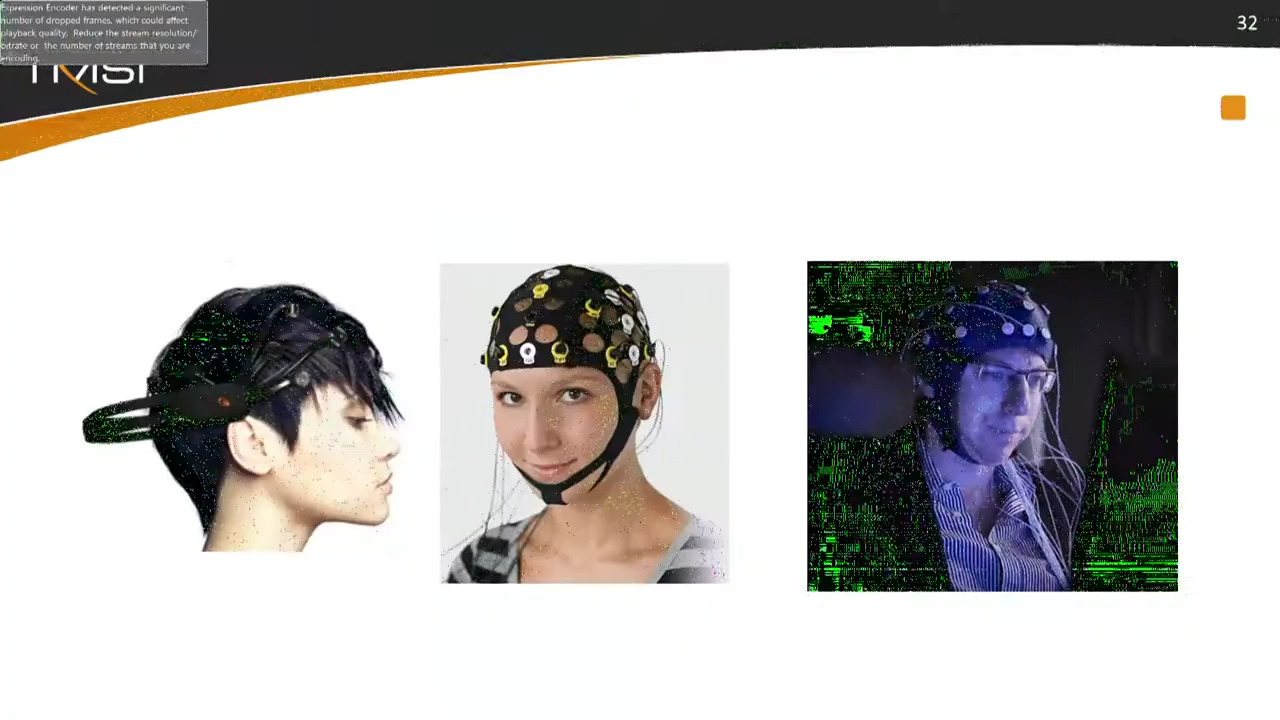 Expression Encoder has detected a significant
number of dropped frames, which could affect
playback quality. Reduce the stream resolution/
bitrate or the number of streams that you are
encoding.
32